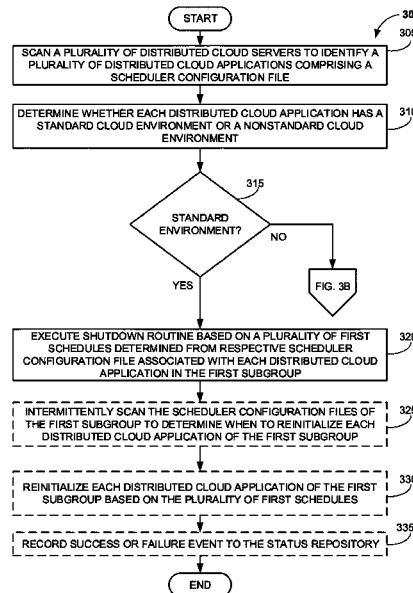 START
30
305
SCAN A PLURALITY OF DISTRIBUTED CLOUD SERVERS TO IDENTIFY A
PLURALITY OF DISTRIBUTED CLOUD APPLICATIONS COMPRISING A
SCHEDULER CONFIGURATION FILE
310
DETERMINE WHETHER EACH DISTRIBUTED CLOUD APPLICATION HAS A
STANDARD CLOUD ENVIRONMENT OR A NONSTANDARD CLOUD
ENVIRONMENT
315
STANDARD
ENVIRONMENT?
NO
FIG. 3B
YES
320
EXECUTE SHUTDOWN ROUTINE BASED ON A PLURALITY OF FIRST
SCHEDULES DETERMINED FROM RESPECTIVE SCHEDULER
CONFIGURATION FILE ASSOCIATED WITH EACH DISTRIBUTED CLOUD
APPLICATION IN THE FIRST SUBGROUP
325
INTERMITTENTLY SCAN THE SCHEDULER CONFIGURATION FILES OF
THE FIRST SUBGROUP TO DETERMINE WHEN TO REINITIALIZE EACH
DISTRIBUTED CLOUD APPLICATION OF THE FIRST SUBGROUP
330
REINITIALIZE EACH DISTRIBUTED CLOUD APPLICATION OF THE FIRST
SUBGROUP BASED ON THE PLURALITY OF FIRST SCHEDULES
335
RECORD SUCCESS OR FAILURE EVENT TO THE STATUS REPOSITORY
END